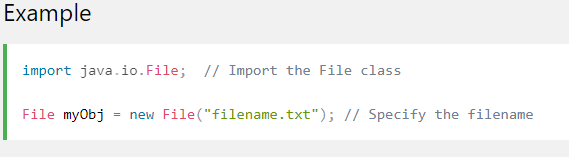 Example
import java.io.File;  // Import the File class
File myObj = new File("filename.txt"); // Specify the filename